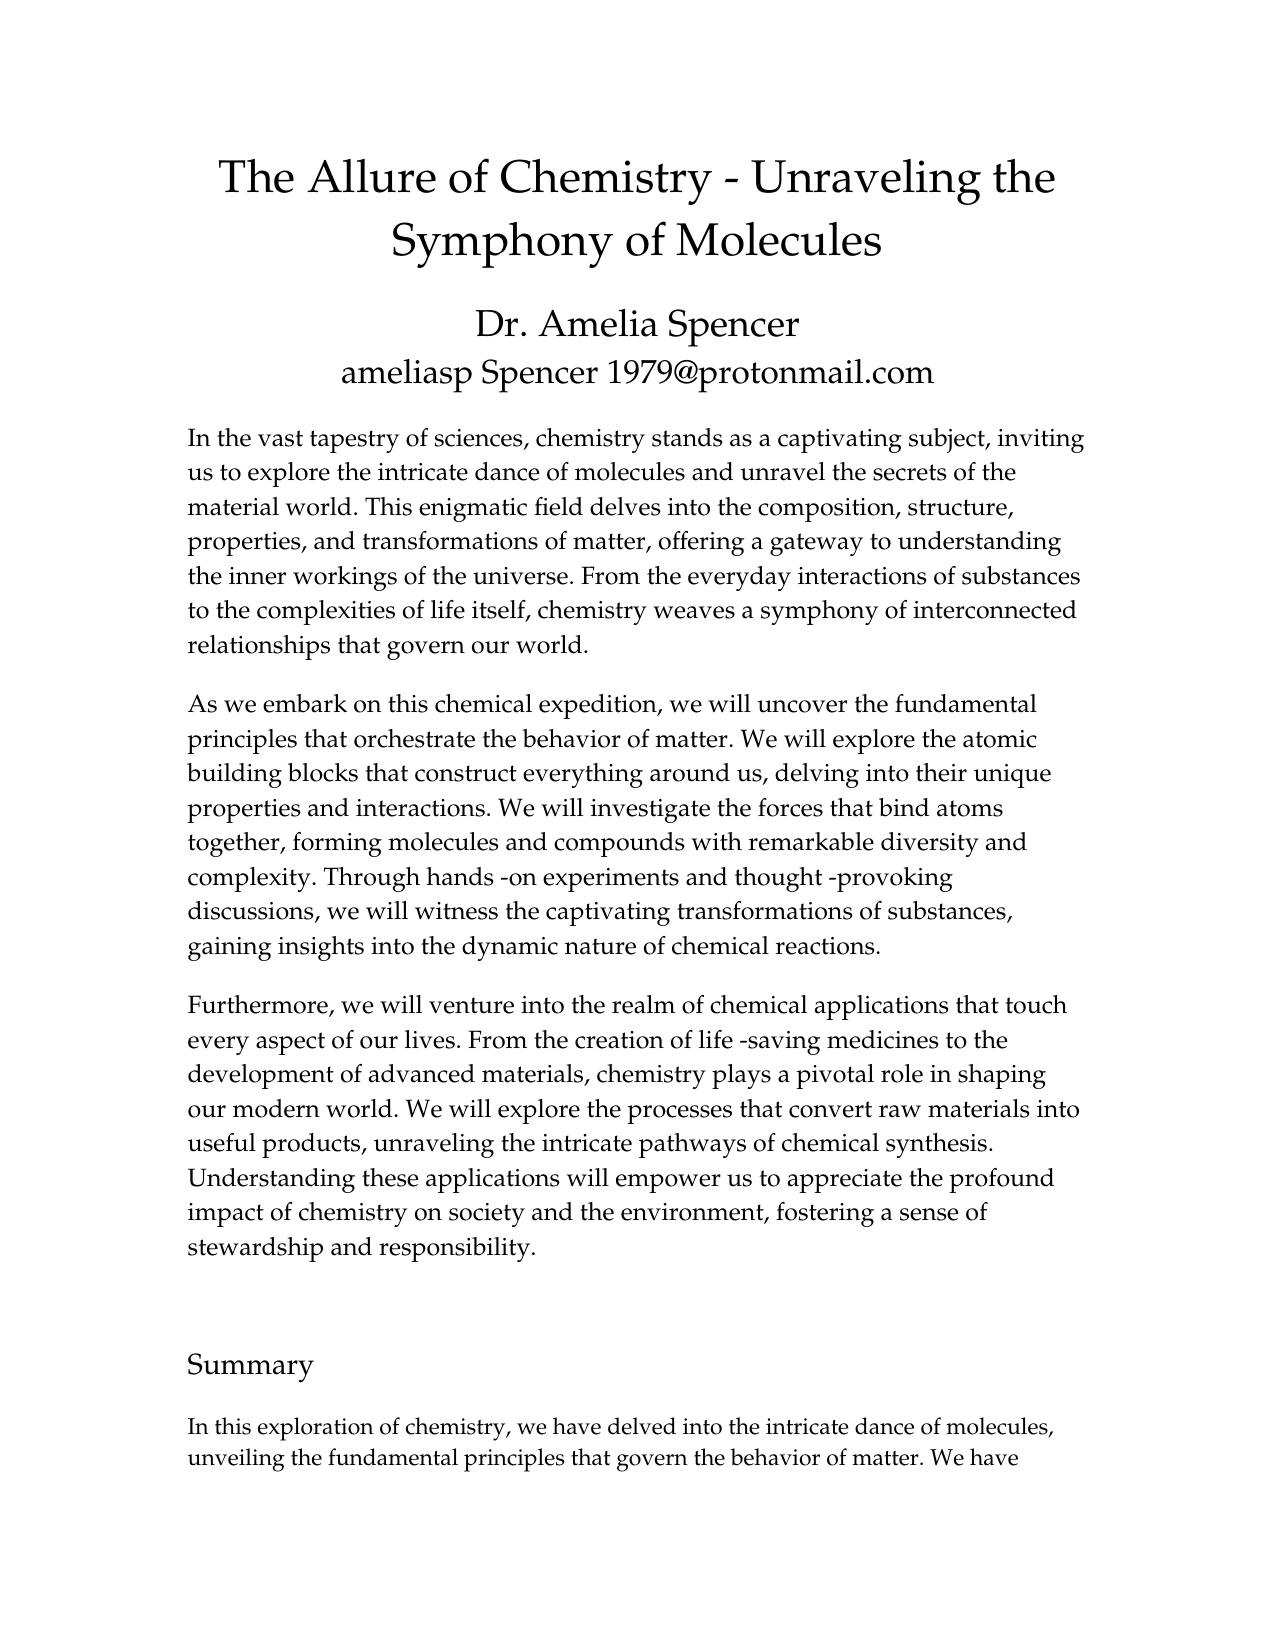 The Allure of Chemistry - Unraveling the
Symphony of Molecules
Dr. Amelia Spencer
ameliasp Spencer 1979@protonmail.com
In the vast tapestry of sciences, chemistry stands as a captivating subject, inviting
us to explore the intricate dance of molecules and unravel the secrets of the
material world. This enigmatic field delves into the composition, structure,
properties, and transformations of matter, offering a gateway to understanding
the inner workings of the universe. From the everyday interactions of substances
to the complexities of life itself, chemistry weaves a symphony of interconnected
relationships that govern our world.
As we embark on this chemical expedition, we will uncover the fundamental
principles that orchestrate the behavior of matter. We will explore the atomic
building blocks that construct everything around us, delving into their unique
properties and interactions. We will investigate the forces that bind atoms
together, forming molecules and compounds with remarkable diversity and
complexity. Through hands -on experiments and thought -provoking
discussions, we will witness the captivating transformations of substances,
gaining insights into the dynamic nature of chemical reactions.
Furthermore, we will venture into the realm of chemical applications that touch
every aspect of our lives. From the creation of life -saving medicines to the
development of advanced materials, chemistry plays a pivotal role in shaping
our modern world. We will explore the processes that convert raw materials into
useful products, unraveling the intricate pathways of chemical synthesis.
Understanding these applications will empower us to appreciate the profound
impact of chemistry on society and the environment, fostering a sense of
stewardship and responsibility.
Summary
In this exploration of chemistry, we have delved into the intricate dance of molecules,
unveiling the fundamental principles that govern the behavior of matter. We have